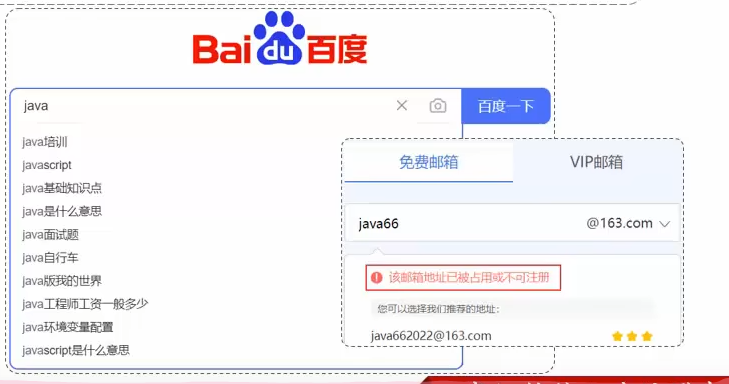 Bai du 百度
java
百度一下
java培训
javascript
java基础知识点
java是什么意思
java面试题
java自行车
java版我的世界
java工程师工资一般多少
java环境变量配置
javascript是什么意思
免费邮箱
VIP邮箱
java66
@163.com
该邮箱地址已被占用或不可注册
您可以选择我们推荐的地址:
java662022@163.com